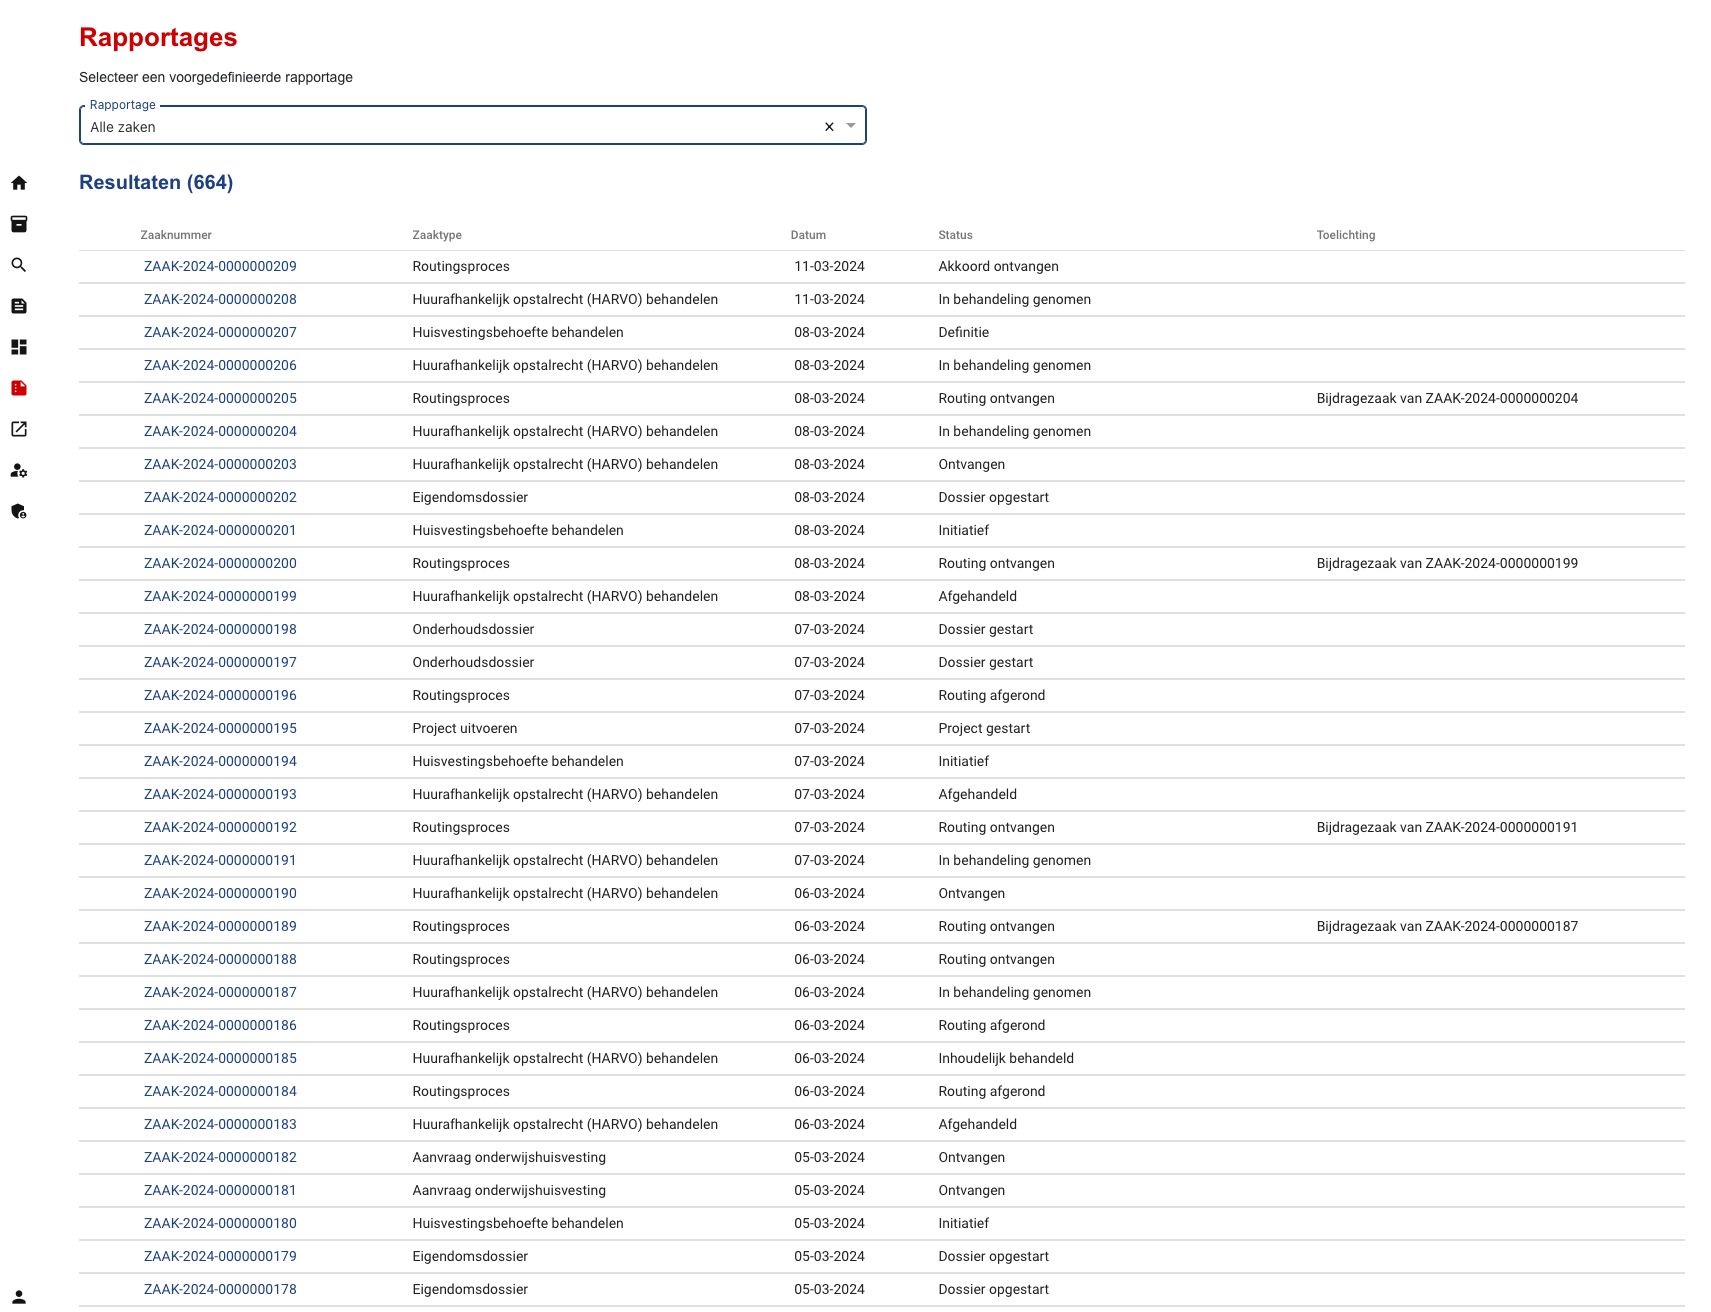 Rapportages
Selecteer een voorgedefinieerde rapportage
Rapportage
Alle zaken
Resultaten (664)
Zaaknummer Zaaktype Datum Status Toelichting
ZAAK-2024-0000000209 Routingsproces 11-03-2024 Akkoord ontvangen
ZAAK-2024-0000000208 Huurafhankelijk opstalrecht (HARVO) behandelen 11-03-2024 In behandeling genomen
ZAAK-2024-0000000207 Huisvestingsbehoefte behandelen 08-03-2024 Definitie
ZAAK-2024-0000000206 Huurafhankelijk opstalrecht (HARVO) behandelen 08-03-2024 In behandeling genomen
ZAAK-2024-0000000205 Routingsproces 08-03-2024 Routing ontvangen Bijdragezaak van ZAAK-2024-0000000204
ZAAK-2024-0000000204 Huurafhankelijk opstalrecht (HARVO) behandelen 08-03-2024 In behandeling genomen
ZAAK-2024-0000000203 Huurafhankelijk opstalrecht (HARVO) behandelen 08-03-2024 Ontvangen
ZAAK-2024-0000000202 Eigendomsdossier 08-03-2024 Dossier opgestart
ZAAK-2024-0000000201 Huisvestingsbehoefte behandelen 08-03-2024 Initiatief
ZAAK-2024-0000000200 Routingsproces 08-03-2024 Routing ontvangen Bijdragezaak van ZAAK-2024-0000000199
ZAAK-2024-0000000199 Huurafhankelijk opstalrecht (HARVO) behandelen 08-03-2024 Afgehandeld
ZAAK-2024-0000000198 Onderhoudsdossier 07-03-2024 Dossier gestart
ZAAK-2024-0000000197 Onderhoudsdossier 07-03-2024 Dossier gestart
ZAAK-2024-0000000196 Routingsproces 07-03-2024 Routing afgerond
ZAAK-2024-0000000195 Project uitvoeren 07-03-2024 Project gestart
ZAAK-2024-0000000194 Huisvestingsbehoefte behandelen 07-03-2024 Initiatief
ZAAK-2024-0000000193 Huurafhankelijk opstalrecht (HARVO) behandelen 07-03-2024 Afgehandeld
ZAAK-2024-0000000192 Routingsproces 07-03-2024 Routing ontvangen Bijdragezaak van ZAAK-2024-0000000191
ZAAK-2024-0000000191 Huurafhankelijk opstalrecht (HARVO) behandelen 07-03-2024 In behandeling genomen
ZAAK-2024-0000000190 Huurafhankelijk opstalrecht (HARVO) behandelen 06-03-2024 Ontvangen
ZAAK-2024-0000000189 Routingsproces 06-03-2024 Routing ontvangen Bijdragezaak van ZAAK-2024-0000000187
ZAAK-2024-0000000188 Routingsproces 06-03-2024 Routing ontvangen
ZAAK-2024-0000000187 Huurafhankelijk opstalrecht (HARVO) behandelen 06-03-2024 In behandeling genomen
ZAAK-2024-0000000186 Routingsproces 06-03-2024 Routing afgerond
ZAAK-2024-0000000185 Huurafhankelijk opstalrecht (HARVO) behandelen 06-03-2024 Inhoudelijk behandeld
ZAAK-2024-0000000184 Routingsproces 06-03-2024 Routing afgerond
ZAAK-2024-0000000183 Huurafhankelijk opstalrecht (HARVO) behandelen 06-03-2024 Afgehandeld
ZAAK-2024-0000000182 Aanvraag onderwijshuisvesting 05-03-2024 Ontvangen
ZAAK-2024-0000000181 Aanvraag onderwijshuisvesting 05-03-2024 Ontvangen
ZAAK-2024-0000000180 Huisvestingsbehoefte behandelen 05-03-2024 Initiatief
ZAAK-2024-0000000179 Eigendomsdossier 05-03-2024 Dossier opgestart
ZAAK-2024-0000000178 Eigendomsdossier 05-03-2024 Dossier opgestart